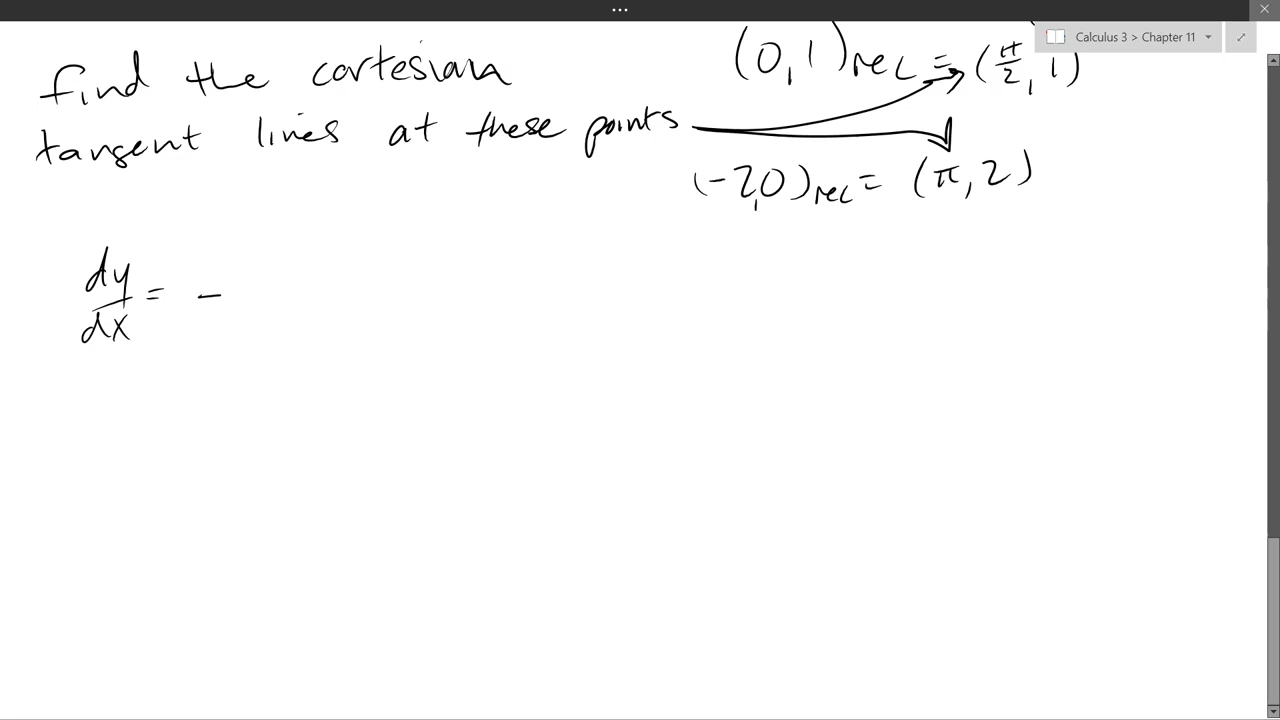 ...
Calculus 3 > Chapter 11
find the cartesian
(0,1)rec = (π/2, 1)
tangent lines at these points
(-2,0)rec = (π, 2)
dy/dx = -